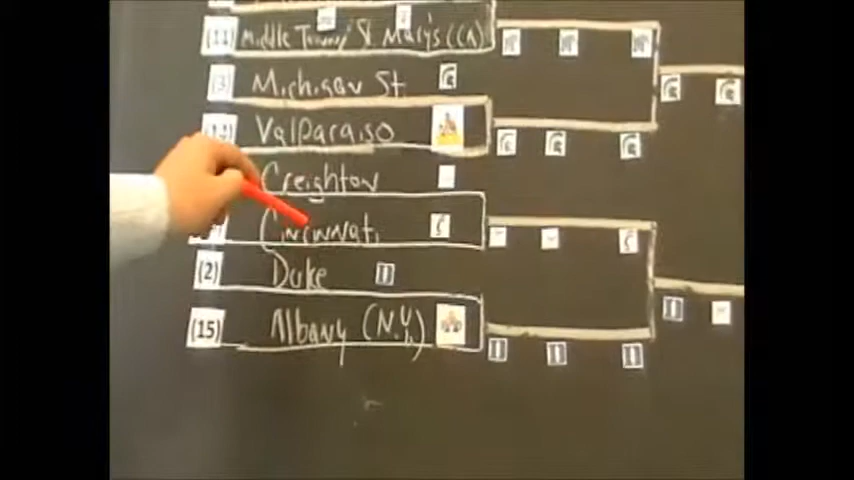 (11) Middle Tenn/St. Mary's (CA)
(3) Michigan St.
Valparaiso
Creighton
Cincinnati
(2) Duke
(15) Albany (N.Y.)